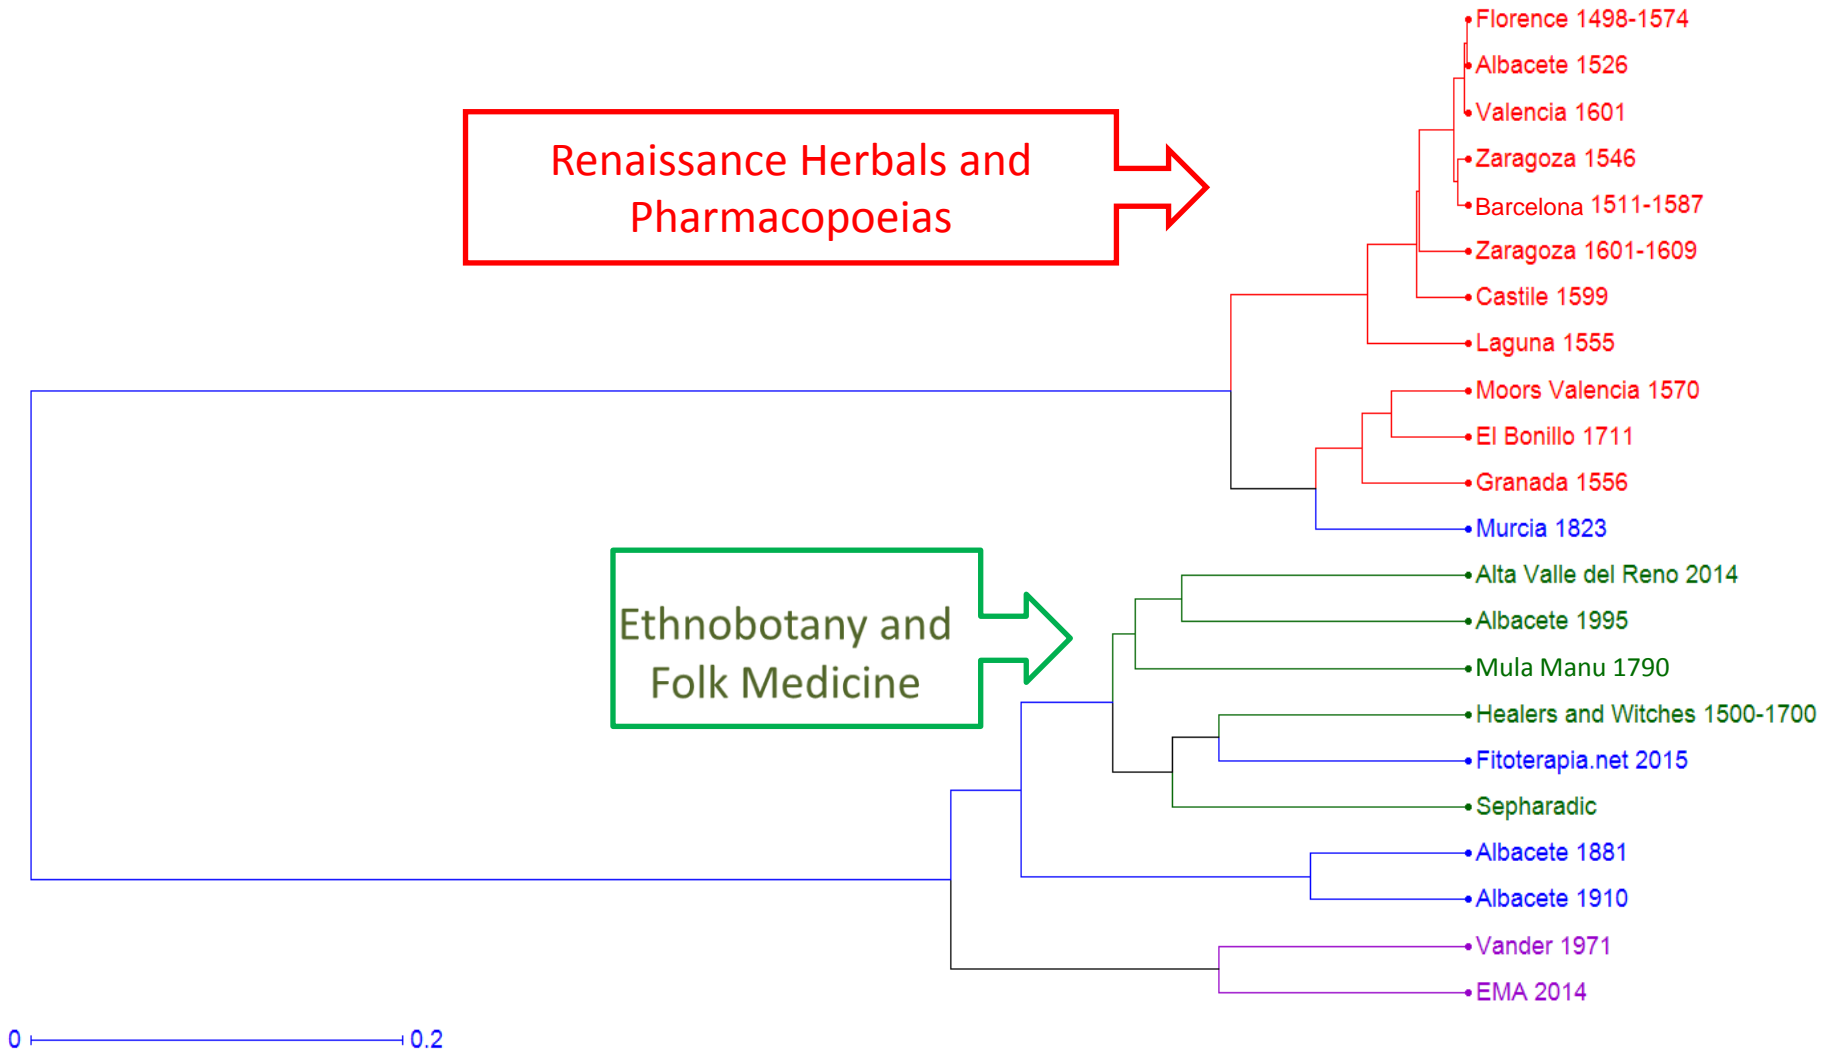 Florence 1498-1574
Albacete 1526
Valencia 1601
Zaragoza 1546
Barcelona 1511-1587
Zaragoza 1601-1609
Castile 1599
Laguna 1555
Moors Valencia 1570
El Bonillo 1711
Granada 1556
Murcia 1823
Alta Valle del Reno 2014
Albacete 1995
Mula Manu 1790
Healers and Witches 1500-1700
Fitoterapia.net 2015
Sepharadic
Albacete 1881
Albacete 1910
Vander 1971
EMA 2014
Renaissance Herbals and
Pharmacopoeias
Ethnobotany and
Folk Medicine
0 0.2